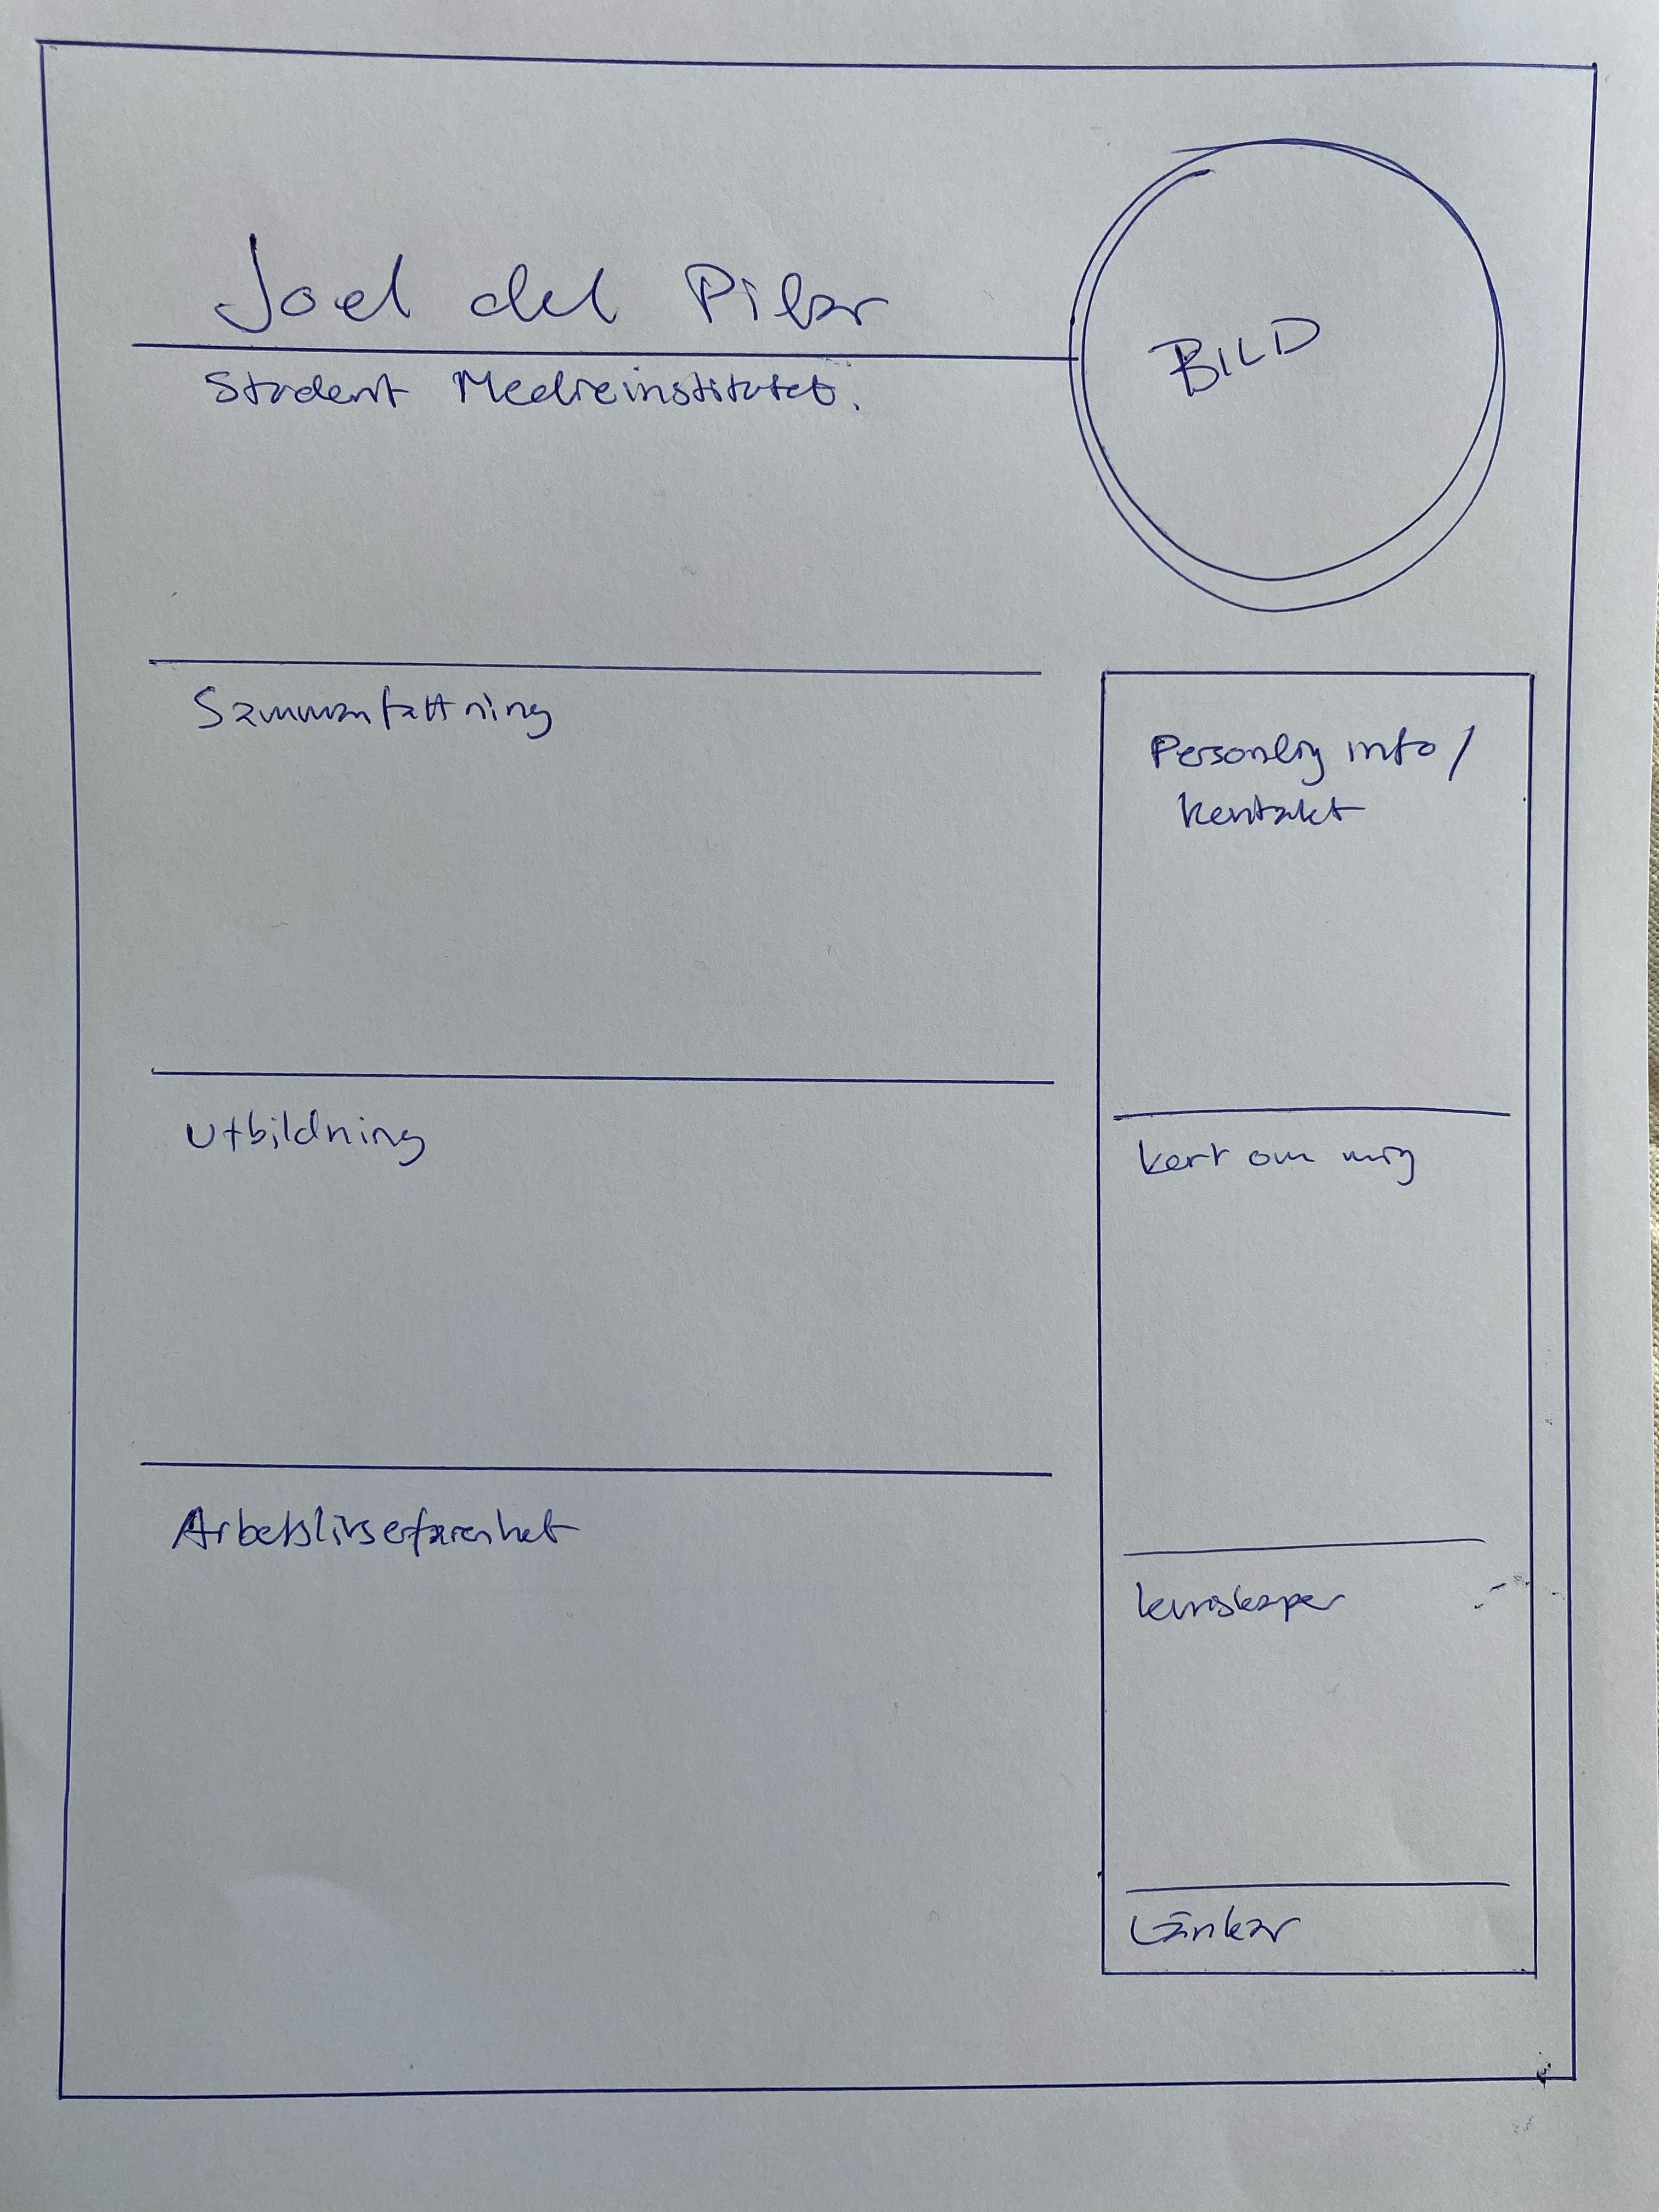 Joel del Pilar
Student Medieinstitutet.
BILD
Sammanfattning
Utbildning
Arbetslivserfarenhet
Personlig info/
kontakt
kort om mig
kunskaper
Länkar